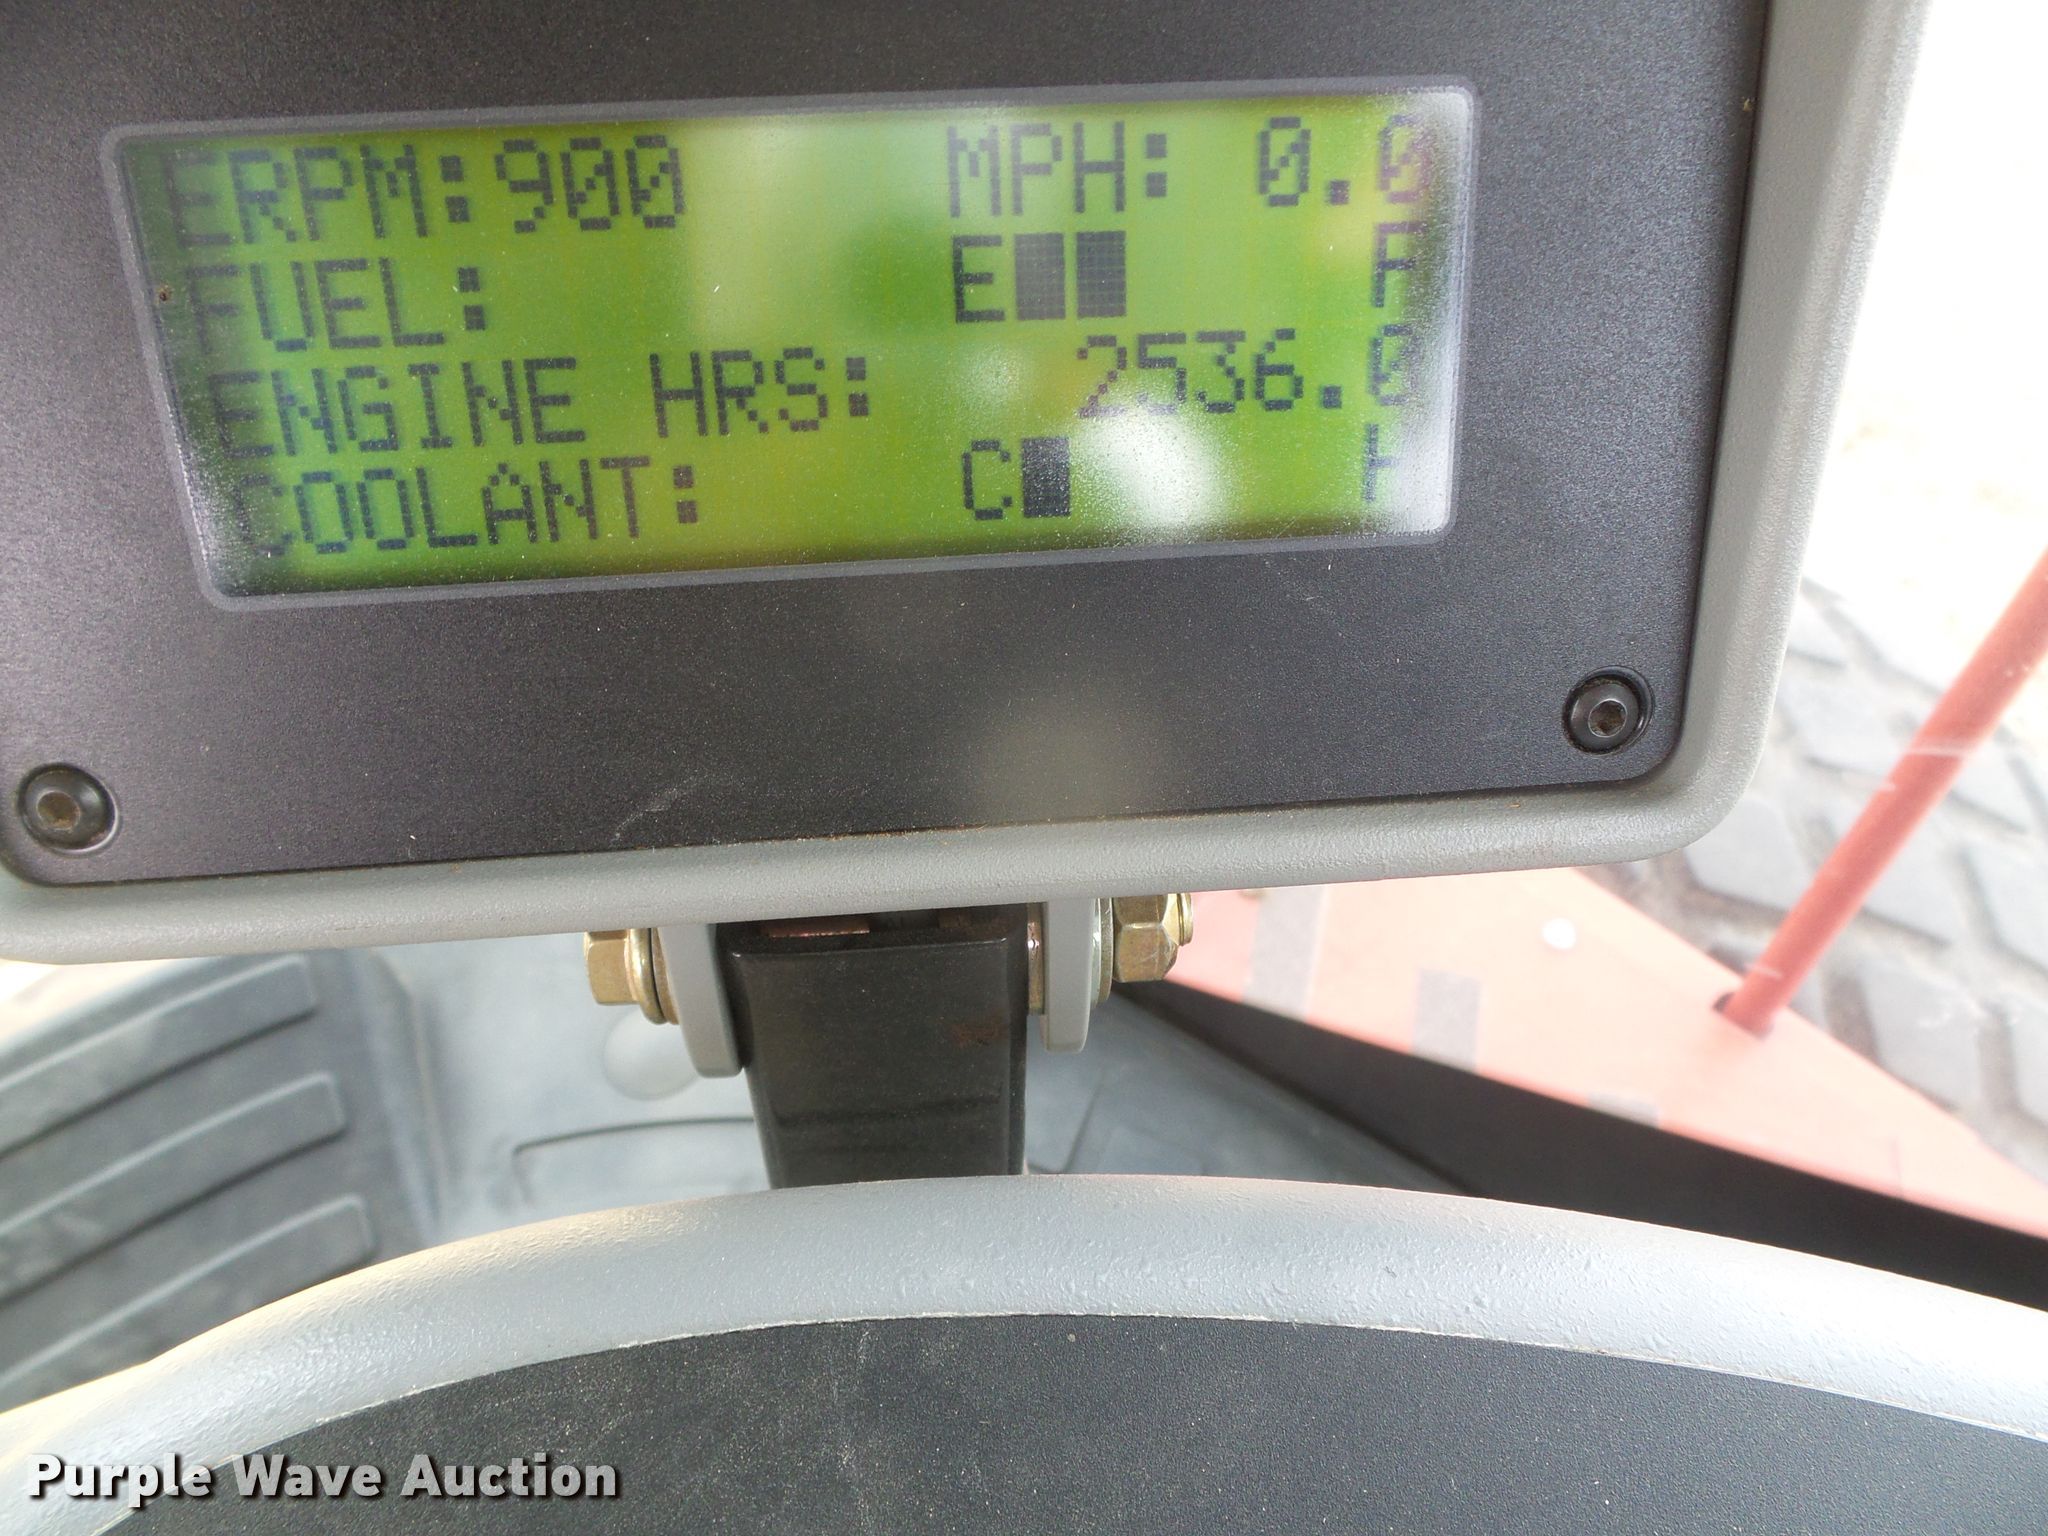 ERPM:900 MPH: 0.0
FUEL: E██ F
ENGINE HRS: 2536.0
COOLANT: C█ H
Purple Wave Auction